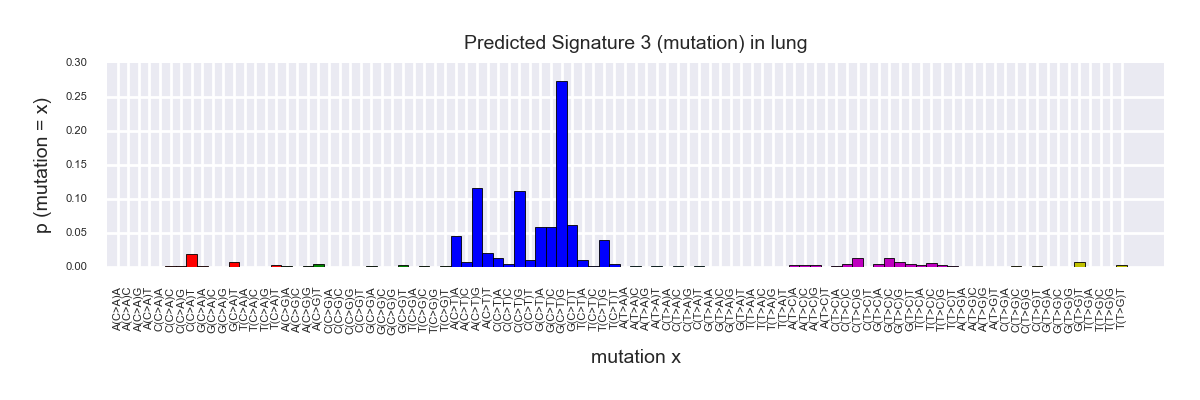 Predicted Signature 3 (mutation) in lung
p (mutation = x)
0.30
0.25
0.20
0.15
0.10
0.05
0.00
A(C>A)A
A(C>A)C
A(C>A)G
A(C>A)T
C(C>A)A
C(C>A)C
C(C>A)G
C(C>A)T
G(C>A)A
G(C>A)C
G(C>A)G
G(C>A)T
T(C>A)A
T(C>A)C
T(C>A)G
T(C>A)T
A(C>G)A
A(C>G)C
A(C>G)G
A(C>G)T
C(C>G)A
C(C>G)C
C(C>G)G
C(C>G)T
G(C>G)A
G(C>G)C
G(C>G)G
G(C>G)T
T(C>G)A
T(C>G)C
T(C>G)G
T(C>G)T
A(C>T)A
A(C>T)C
A(C>T)G
A(C>T)T
C(C>T)A
C(C>T)C
C(C>T)G
C(C>T)T
G(C>T)A
G(C>T)C
G(C>T)G
G(C>T)T
T(C>T)A
T(C>T)C
T(C>T)G
T(C>T)T
A(T>A)A
A(T>A)C
A(T>A)G
A(T>A)T
C(T>A)A
C(T>A)C
C(T>A)G
C(T>A)T
G(T>A)A
G(T>A)C
G(T>A)G
G(T>A)T
T(T>A)A
T(T>A)C
T(T>A)G
T(T>A)T
A(T>C)A
A(T>C)C
A(T>C)G
A(T>C)T
C(T>C)A
C(T>C)C
C(T>C)G
C(T>C)T
G(T>C)A
G(T>C)C
G(T>C)G
G(T>C)T
T(T>C)A
T(T>C)C
T(T>C)G
T(T>C)T
A(T>G)A
A(T>G)C
A(T>G)G
A(T>G)T
C(T>G)A
C(T>G)C
C(T>G)G
C(T>G)T
G(T>G)A
G(T>G)C
G(T>G)G
G(T>G)T
T(T>G)A
T(T>G)C
T(T>G)G
T(T>G)T
mutation x